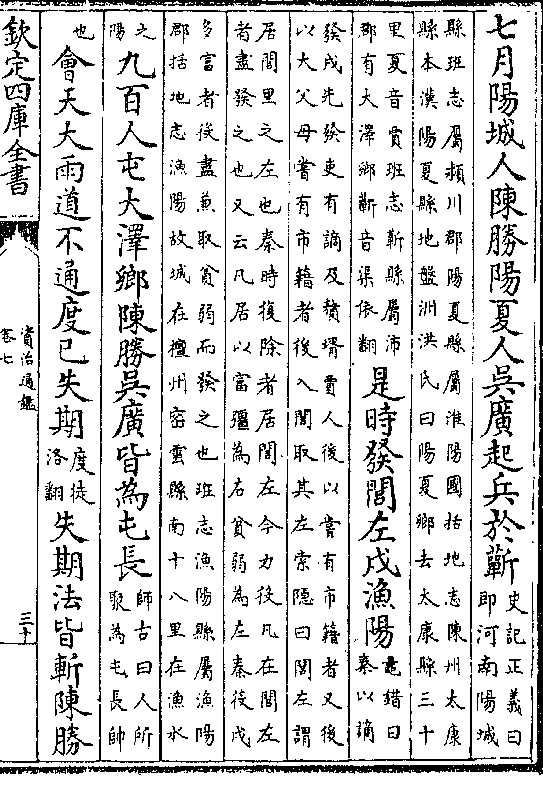 七月陽城人陳勝陽夏人吳廣起兵於蘄
史記正義曰
即河南陽城
縣班志屬頴川郡陽夏縣屬淮陽國括地志陳州太康
縣本漢陽夏縣地盤洲洪氏曰陽夏鄉去太康縣三十
里夏音賈班志蘄縣屬沛
郡有大澤鄉蘄音渠依翻
是時發閭左戍漁陽
鼂錯曰
秦以謫
發戍先發吏有謫及贅壻賈人後以嘗有市籍者又後
以大父母嘗有市籍者後入閭取其左索隱曰閭左謂
居閭里之左也秦時復除者居閭左今力役凡在閭左
者盡發之也又云凡居以富彊為右貧弱為左秦役戍
多富者役盡兼取貧弱而發之也班志漁陽縣屬漁陽
郡括地志漁陽故城在檀州密雲縣南十八里在漁水
之
陽
九百人屯大澤鄉陳勝吳廣皆為屯長
師古曰人所
聚為屯長帥
也
會天大雨道不通度已失期
度徒
洛翻
失期法皆斬陳勝
欽定四庫全書
資治通鑑
卷七
三十